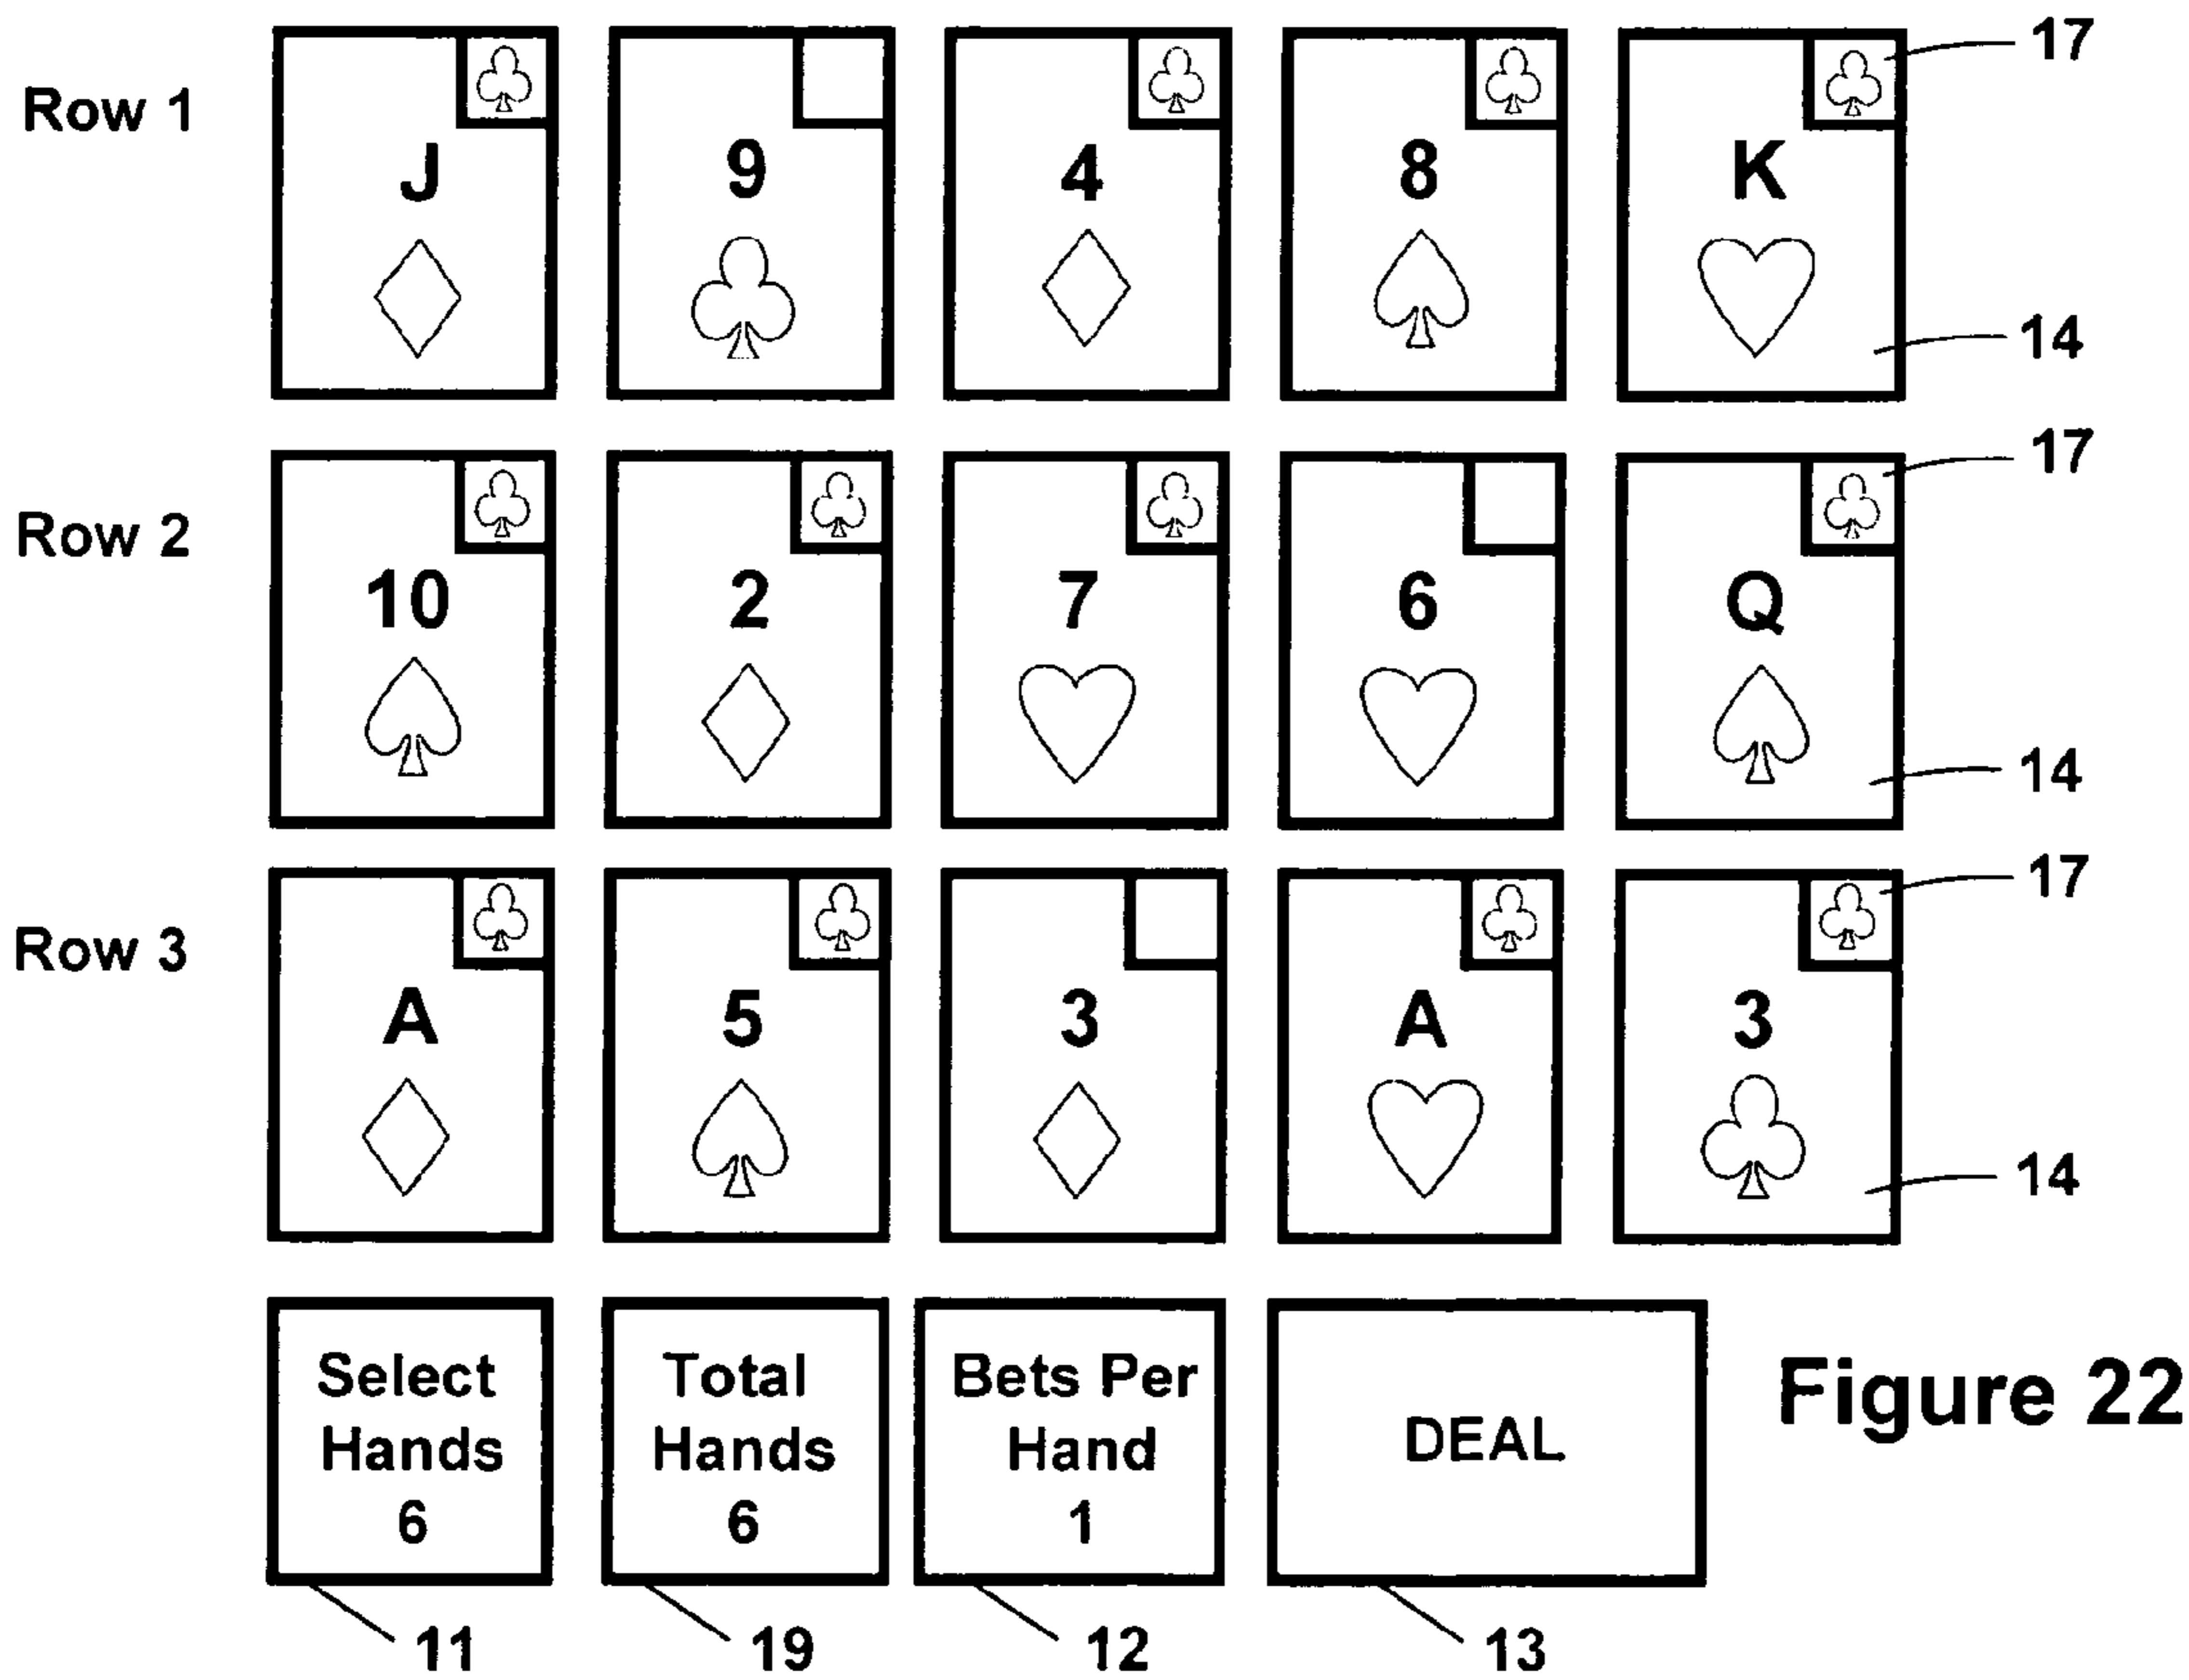 17
Row 1
J 9 4 8 K
14
17
Row 2
10 2 7 6 Q
14
17
Row 3
A 5 3 A 3
14
Select
Hands
6
Total
Hands
6
Bets Per
Hand
1
DEAL
Figure 22
11 19 12 13